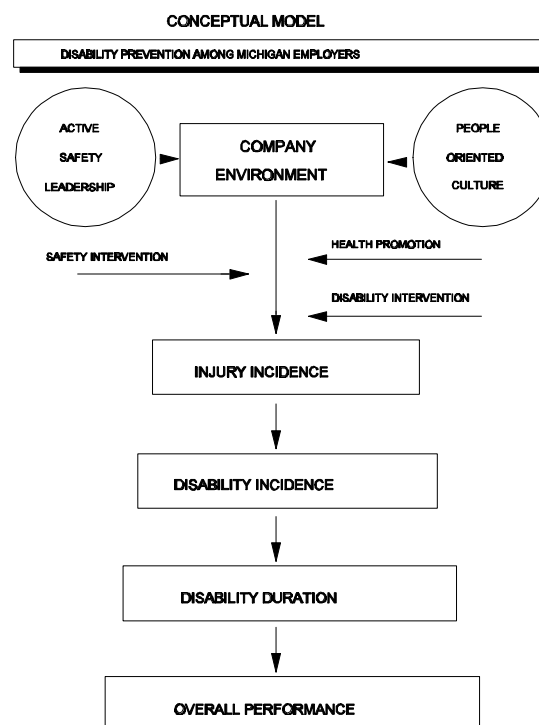 CONCEPTUAL MODEL
DISABILITY PREVENTION AMONG MICHIGAN EMPLOYERS
ACTIVE
SAFETY
LEADERSHIP
COMPANY
ENVIRONMENT
PEOPLE
ORIENTED
CULTURE
SAFETY INTERVENTION
HEALTH PROMOTION
DISABILITY INTERVENTION
INJURY INCIDENCE
DISABILITY INCIDENCE
DISABILITY DURATION
OVERALL PERFORMANCE